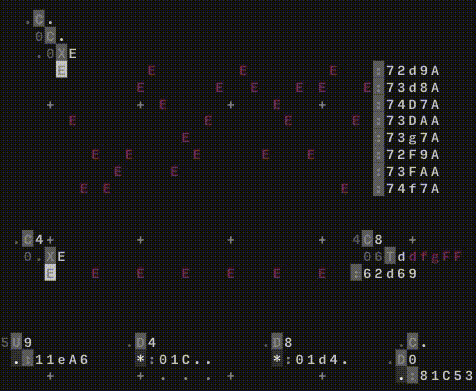 .C.
0C.
.0XE
E E E E :72d9A
E E E E E E :73d8A
+ + E + E + :74D7A
E E E E :73DAA
E :73g7A
E E E E E :72F9A
E E :73FAA
E E E :74f7A
.C4+ + + + 4C8 +
0.XE 06TddfgFF
E E E E E E E :62d69
5U9 .D4 .D8 .C.
.:11eA6 *:01C.. *:01d4. .D0
+ + . . . + + .:81C53